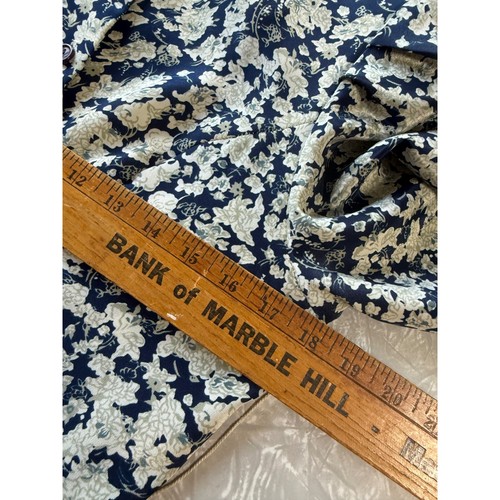 12 13 14 15 16 17 18 19 20 21
BANK of MARBLE HILL